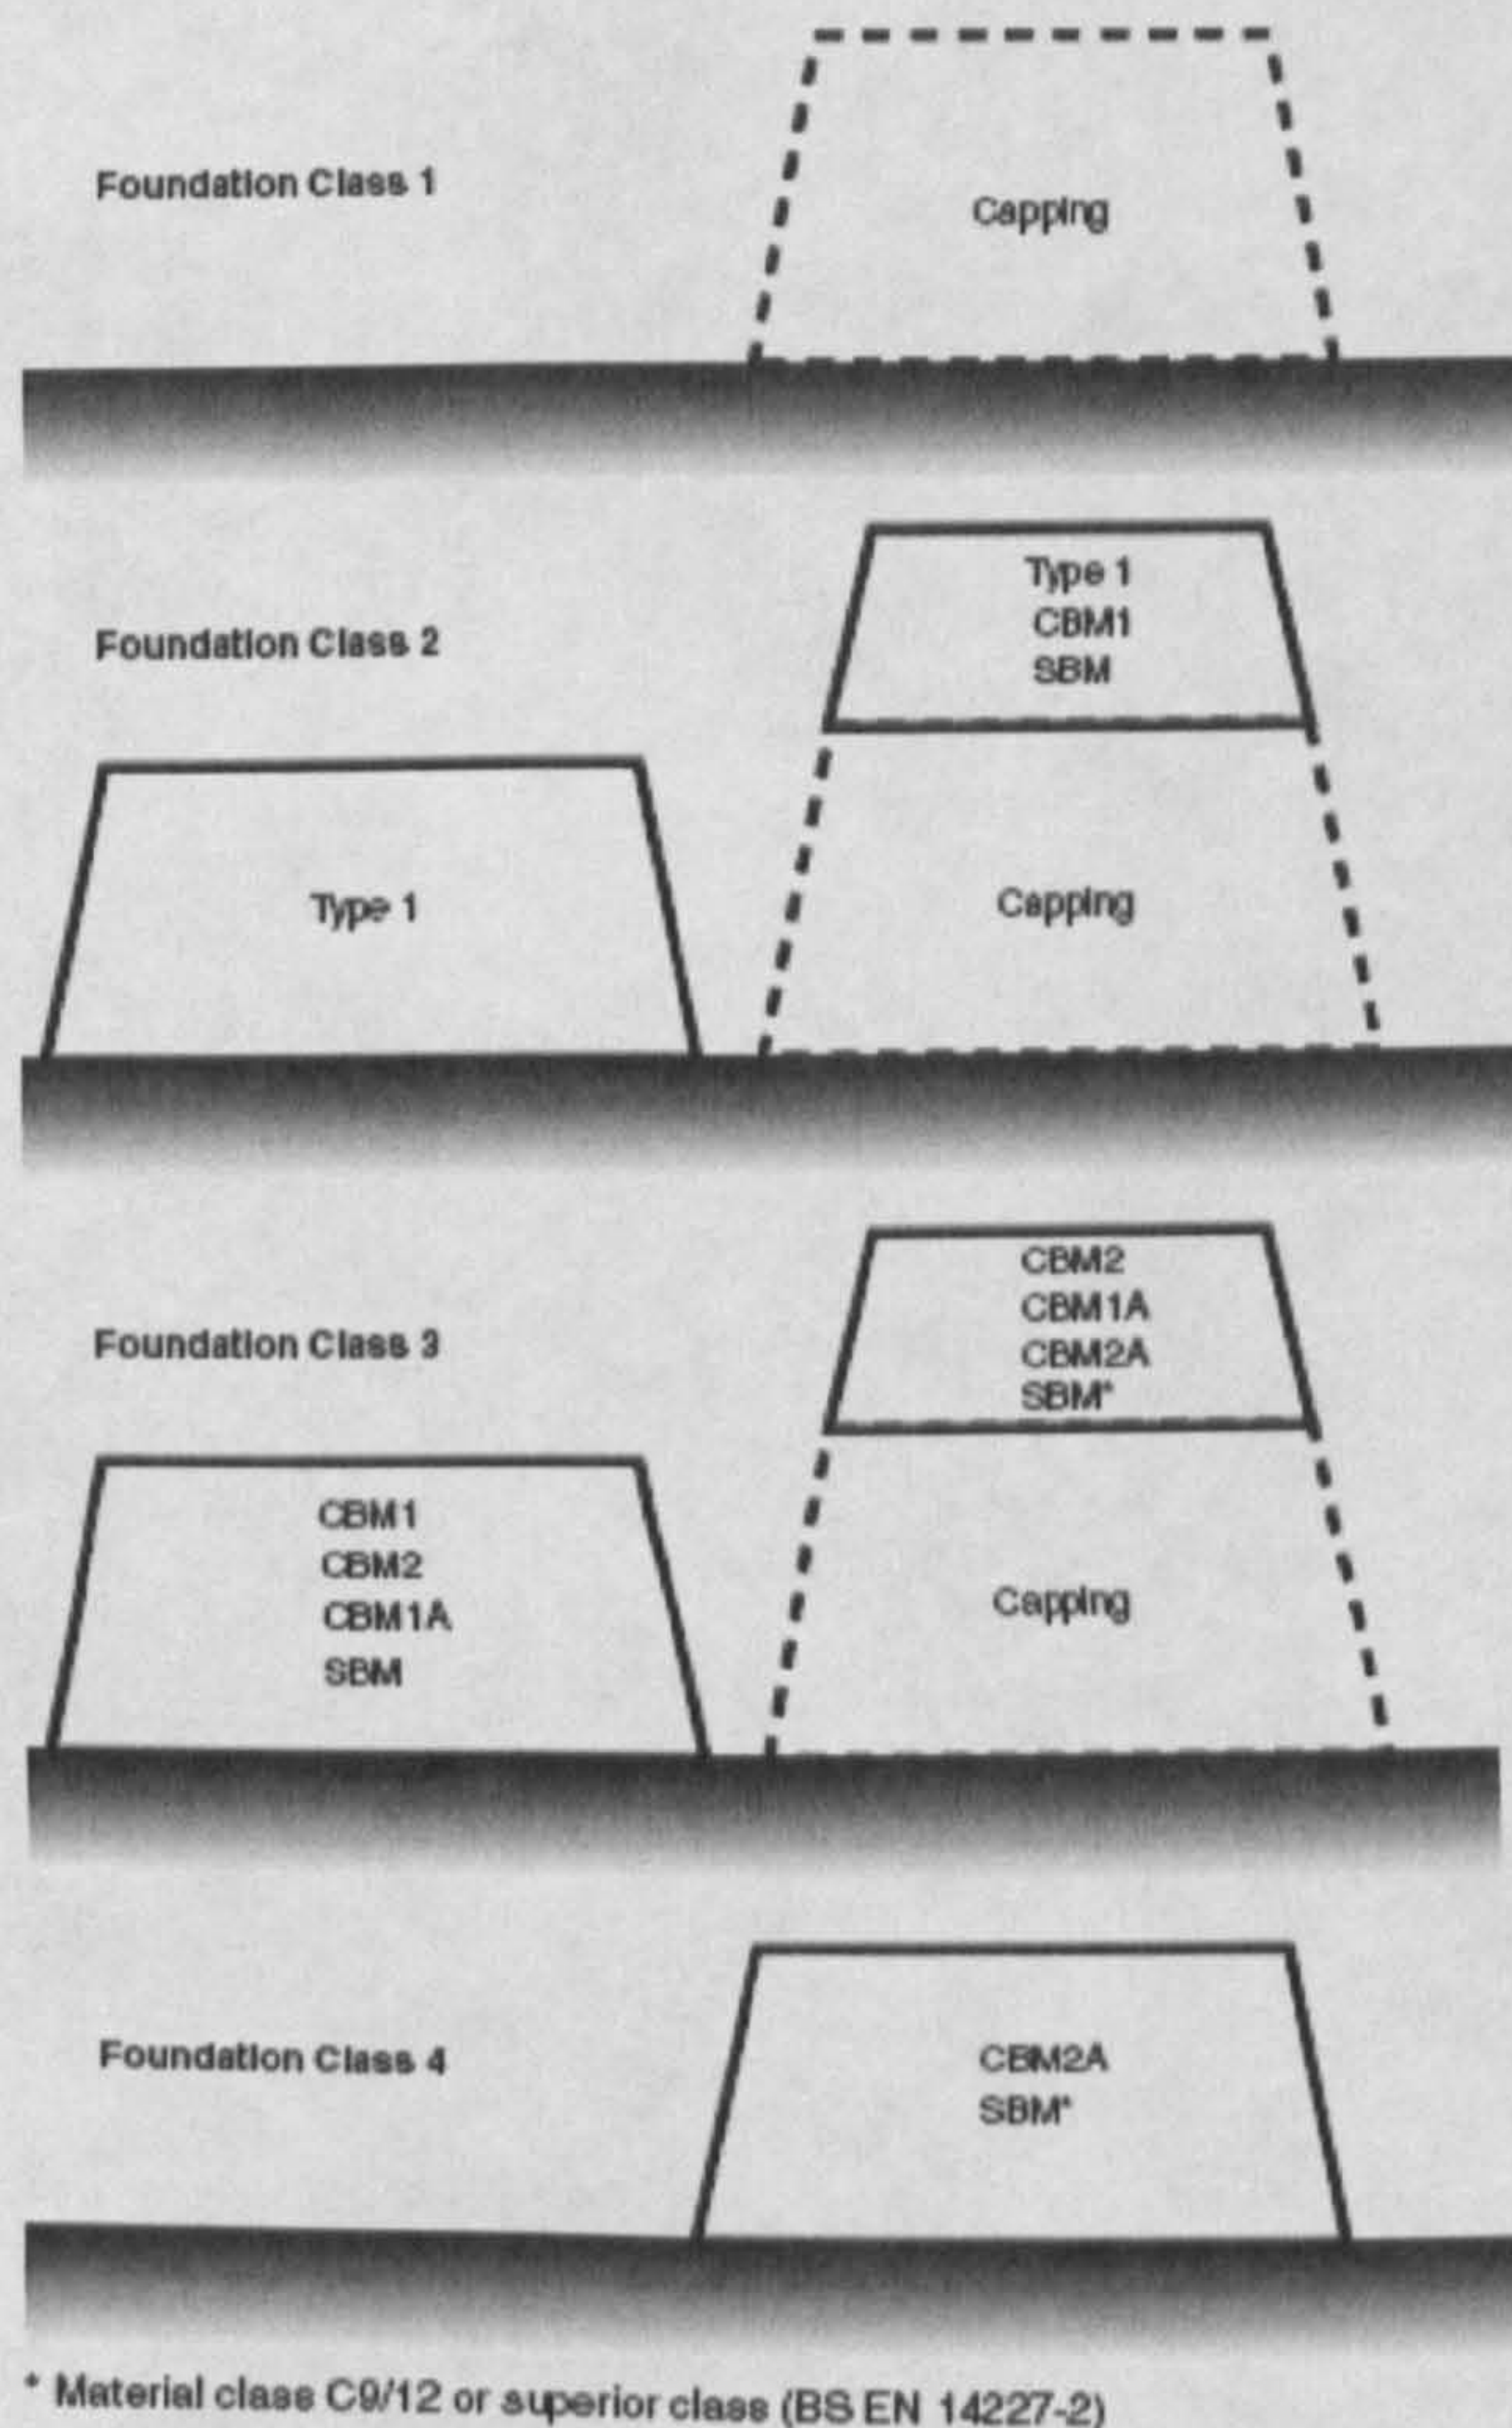 Foundation Class 1
Capping
Foundation Class 2
Type 1
CBM1
SBM
Type 1
Capping
Foundation Class 3
CBM2
CBM1A
CBM2A
SBM*
CBM1
CBM2
CBM1A
SBM
Capping
Foundation Class 4
CBM2A
SBM*
* Material class C9/12 or superior class (BS EN 14227-2)